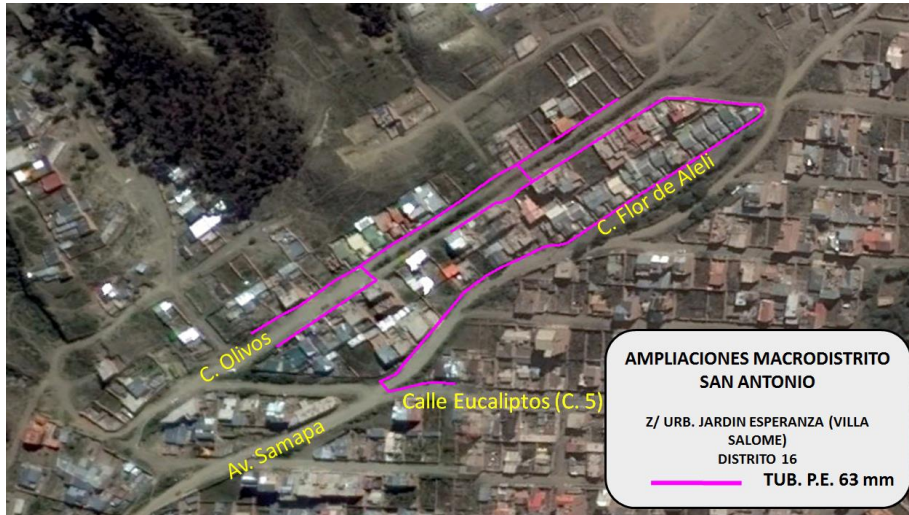 C. Flor de Aleli
C. Olivos
Calle Eucaliptos (C. 5)
Av. Samapa
AMPLIACIONES MACRODISTRITO
SAN ANTONIO
Z/ URB. JARDIN ESPERANZA (VILLA
SALOME)
DISTRITO 16
TUB. P.E. 63 mm